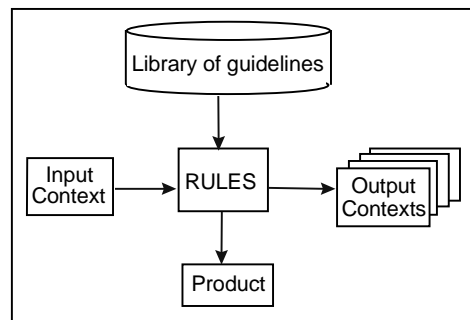 Library of guidelines
Input
Context
RULES
Output
Contexts
Product